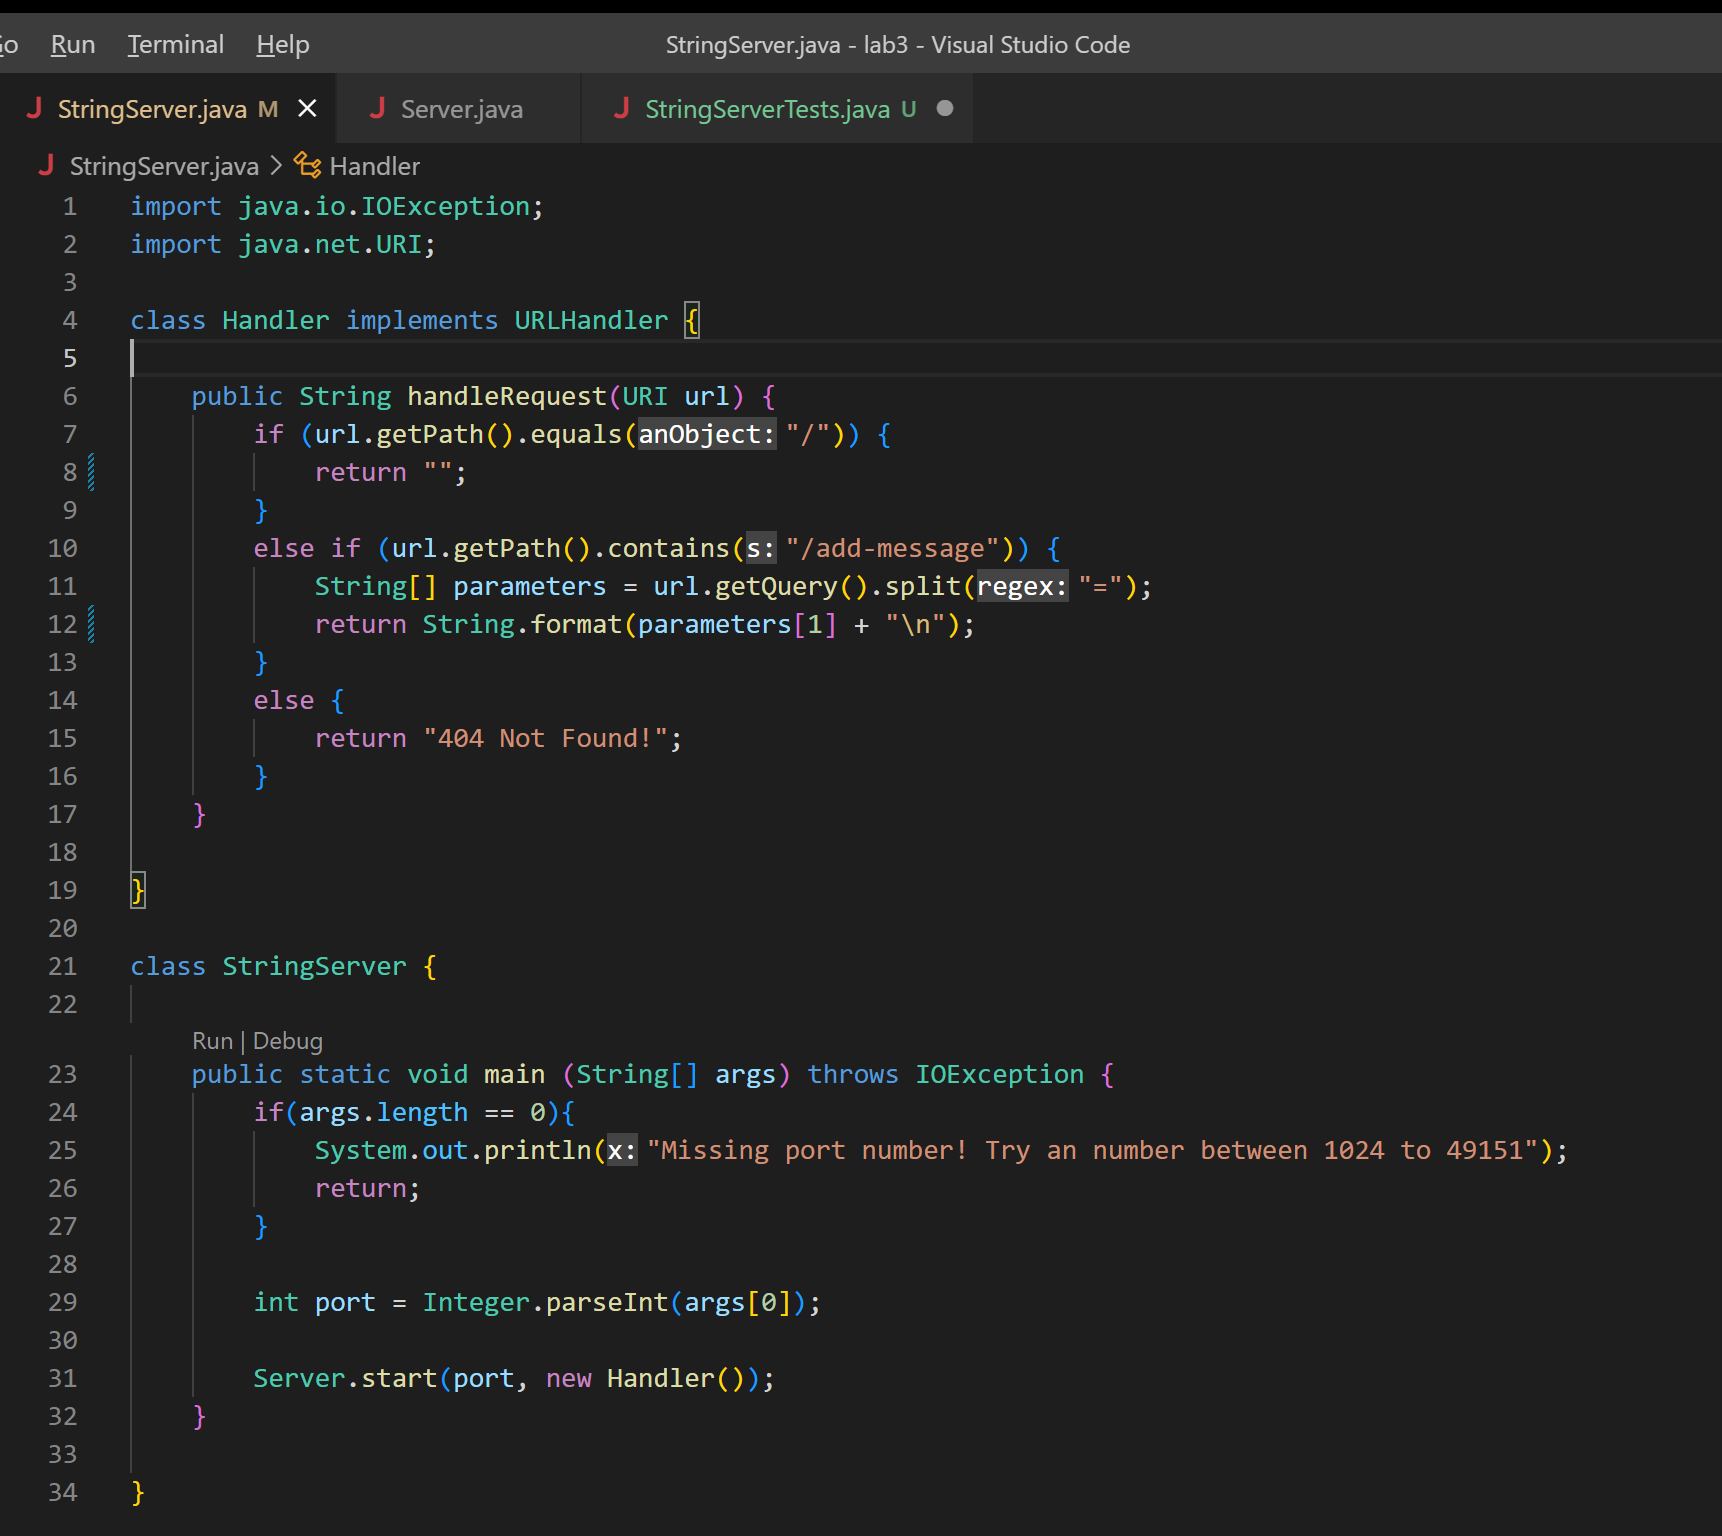 Run Terminal Help StringServer.java - lab3 - Visual Studio Code
StringServer.java M Server.java StringServerTests.java U
StringServer.java > Handler
1 import java.io.IOException;
2 import java.net.URI;
3
4 class Handler implements URLHandler {
5
6 public String handleRequest(URI url) {
7 if (url.getPath().equals(anObject: "/")) {
8 return "";
9 }
10 else if (url.getPath().contains(s: "/add-message")) {
11 String[] parameters = url.getQuery().split(regex: "=");
12 return String.format(parameters[1] + "\n");
13 }
14 else {
15 return "404 Not Found!";
16 }
17 }
18
19 }
20
21 class StringServer {
22
Run | Debug
23 public static void main (String[] args) throws IOException {
24 if(args.length == 0){
25 System.out.println(x: "Missing port number! Try an number between 1024 to 49151");
26 return;
27 }
28
29 int port = Integer.parseInt(args[0]);
30
31 Server.start(port, new Handler());
32 }
33
34 }